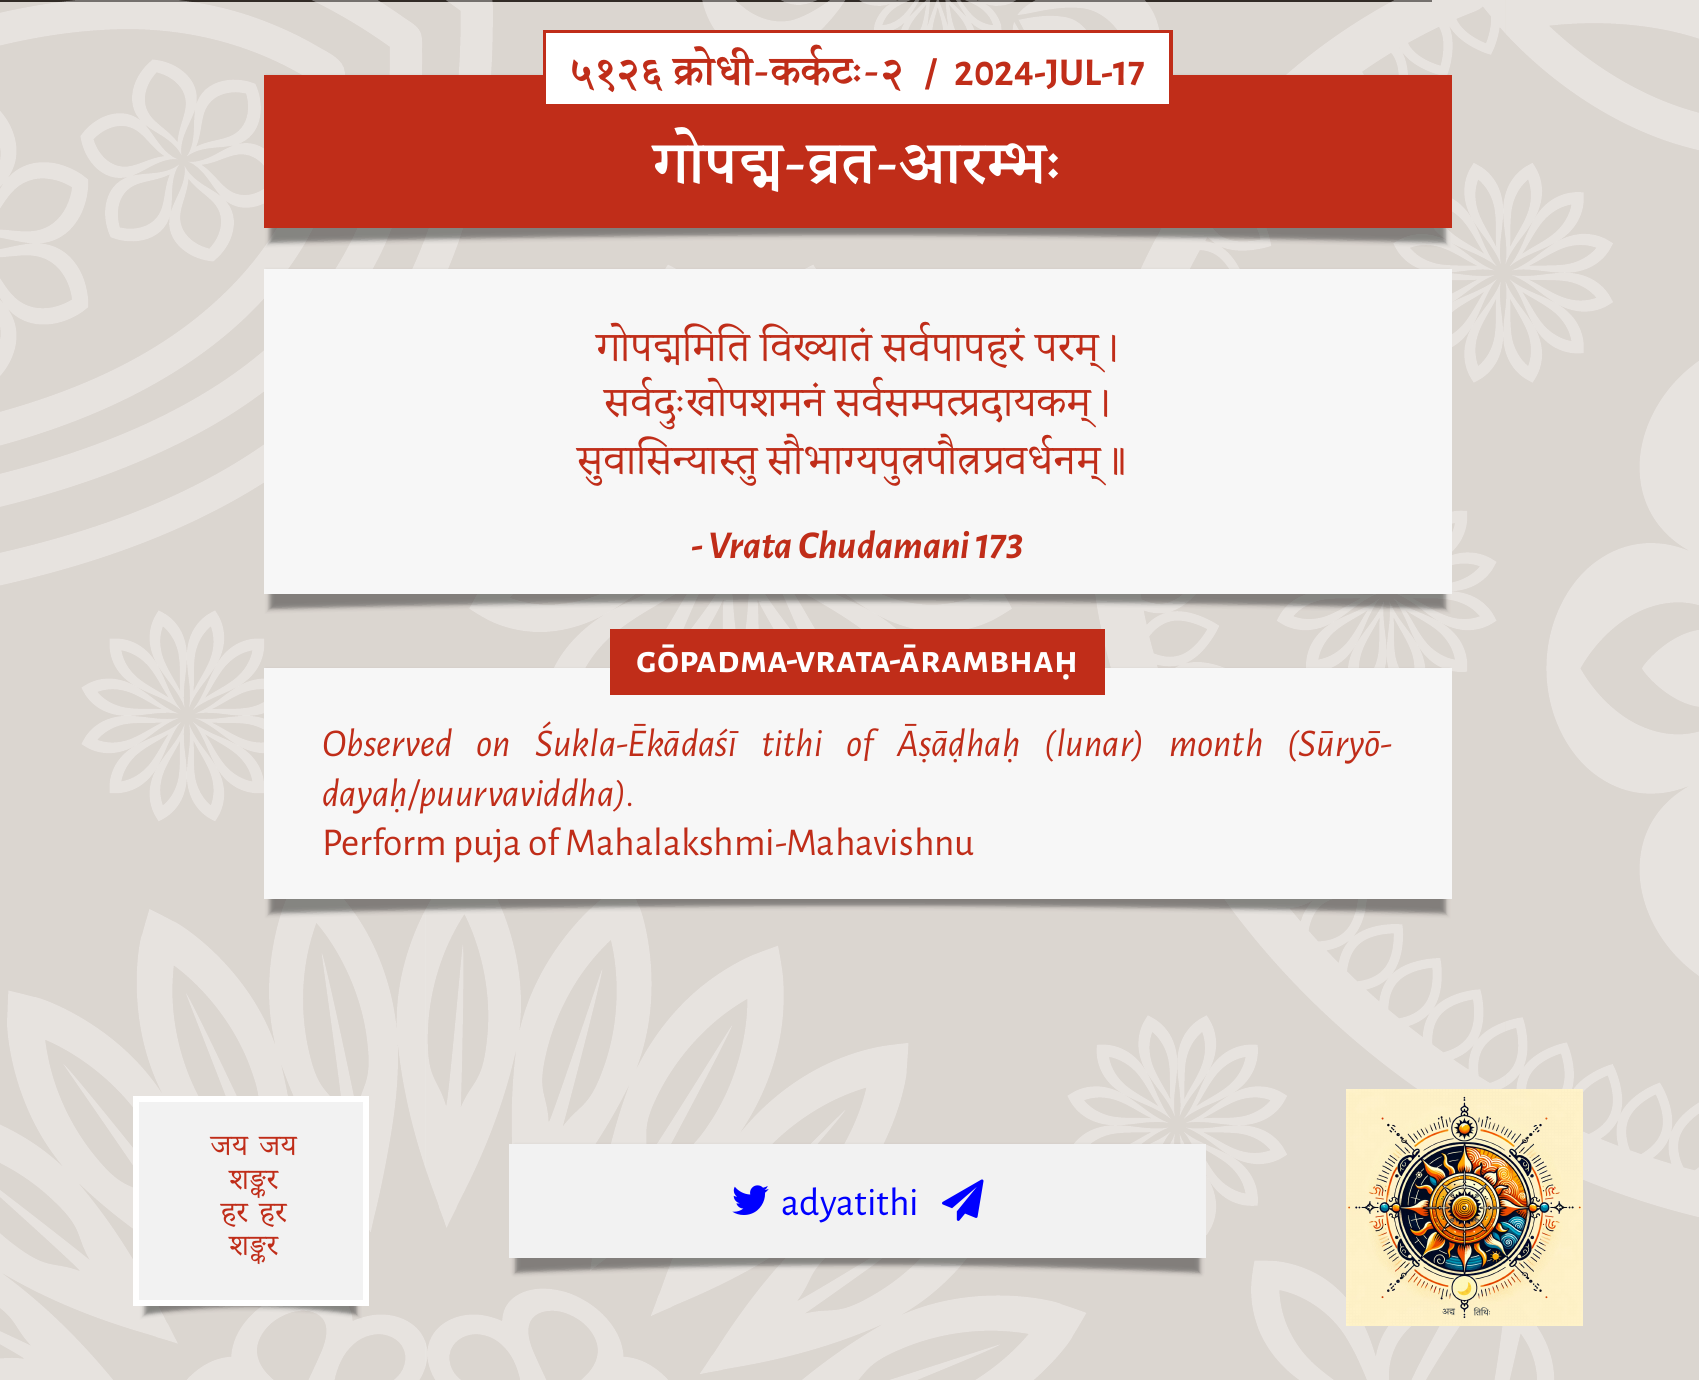 ५१२६ क्रोधी-कर्कटः-२ / 2024-JUL-17
गोपद्म-व्रत-आरम्भः
गोपद्ममिति विख्यातं सर्वपापहरं परम्।
सर्वदुःखोपशमनं सर्वसम्पत्प्रदायकम्।
सुवासिन्यास्तु सौभाग्यपुत्रपौत्रप्रवर्धनम्॥
- Vrata Chudamani 173
GŌPADMA-VRATA-ĀRAMBHAḤ
Observed on Śukla-Ēkādaśī tithi of Āṣāḍhaḥ (lunar) month (Sūryō-
dayaḥ/puurvaviddha).
Perform puja of Mahalakshmi-Mahavishnu
जय जय
शङ्कर
हर हर
शङ्कर
adyatithi
अद्य तिथिः